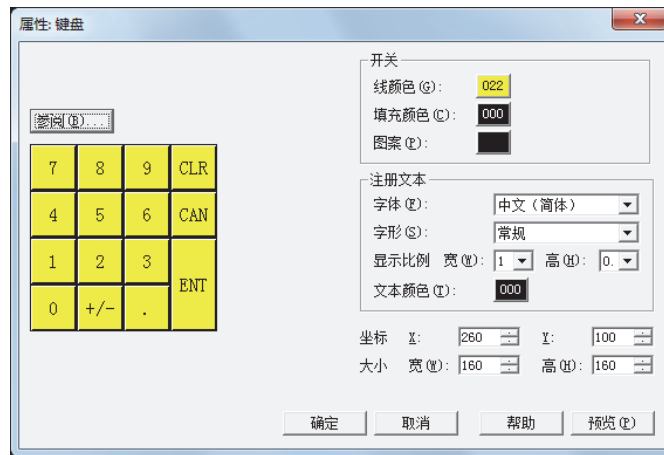 属性: 键盘
x
参阅(B)...
7 8 9 CLR
4 5 6 CAN
1 2 3 ENT
0 +/- .
开关
线颜色(G): 022
填充颜色(C): 000
图案(P):
注册文本
字体(F): 中文（简体）
字形(S): 常规
显示比例 宽(W): 1 高(H): 0.
文本颜色(T): 000
坐标 X: 260 Y: 100
大小 宽(W): 160 高(H): 160
确定 取消 帮助 预览(P)